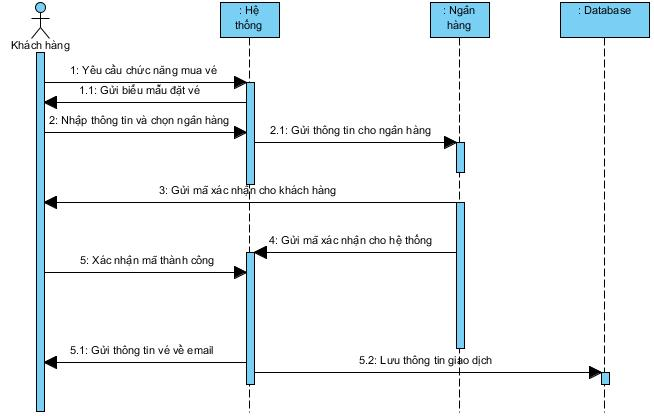 : Hệ
thống
: Ngân
hàng
: Database
Khách hàng
1: Yêu cầu chức năng mua vé
1.1: Gửi biểu mẫu đặt vé
2: Nhập thông tin và chọn ngân hàng
2.1: Gửi thông tin cho ngân hàng
3: Gửi mã xác nhận cho khách hàng
4: Gửi mã xác nhận cho hệ thống
5: Xác nhận mã thành công
5.1: Gửi thông tin vé về email
5.2: Lưu thông tin giao dịch